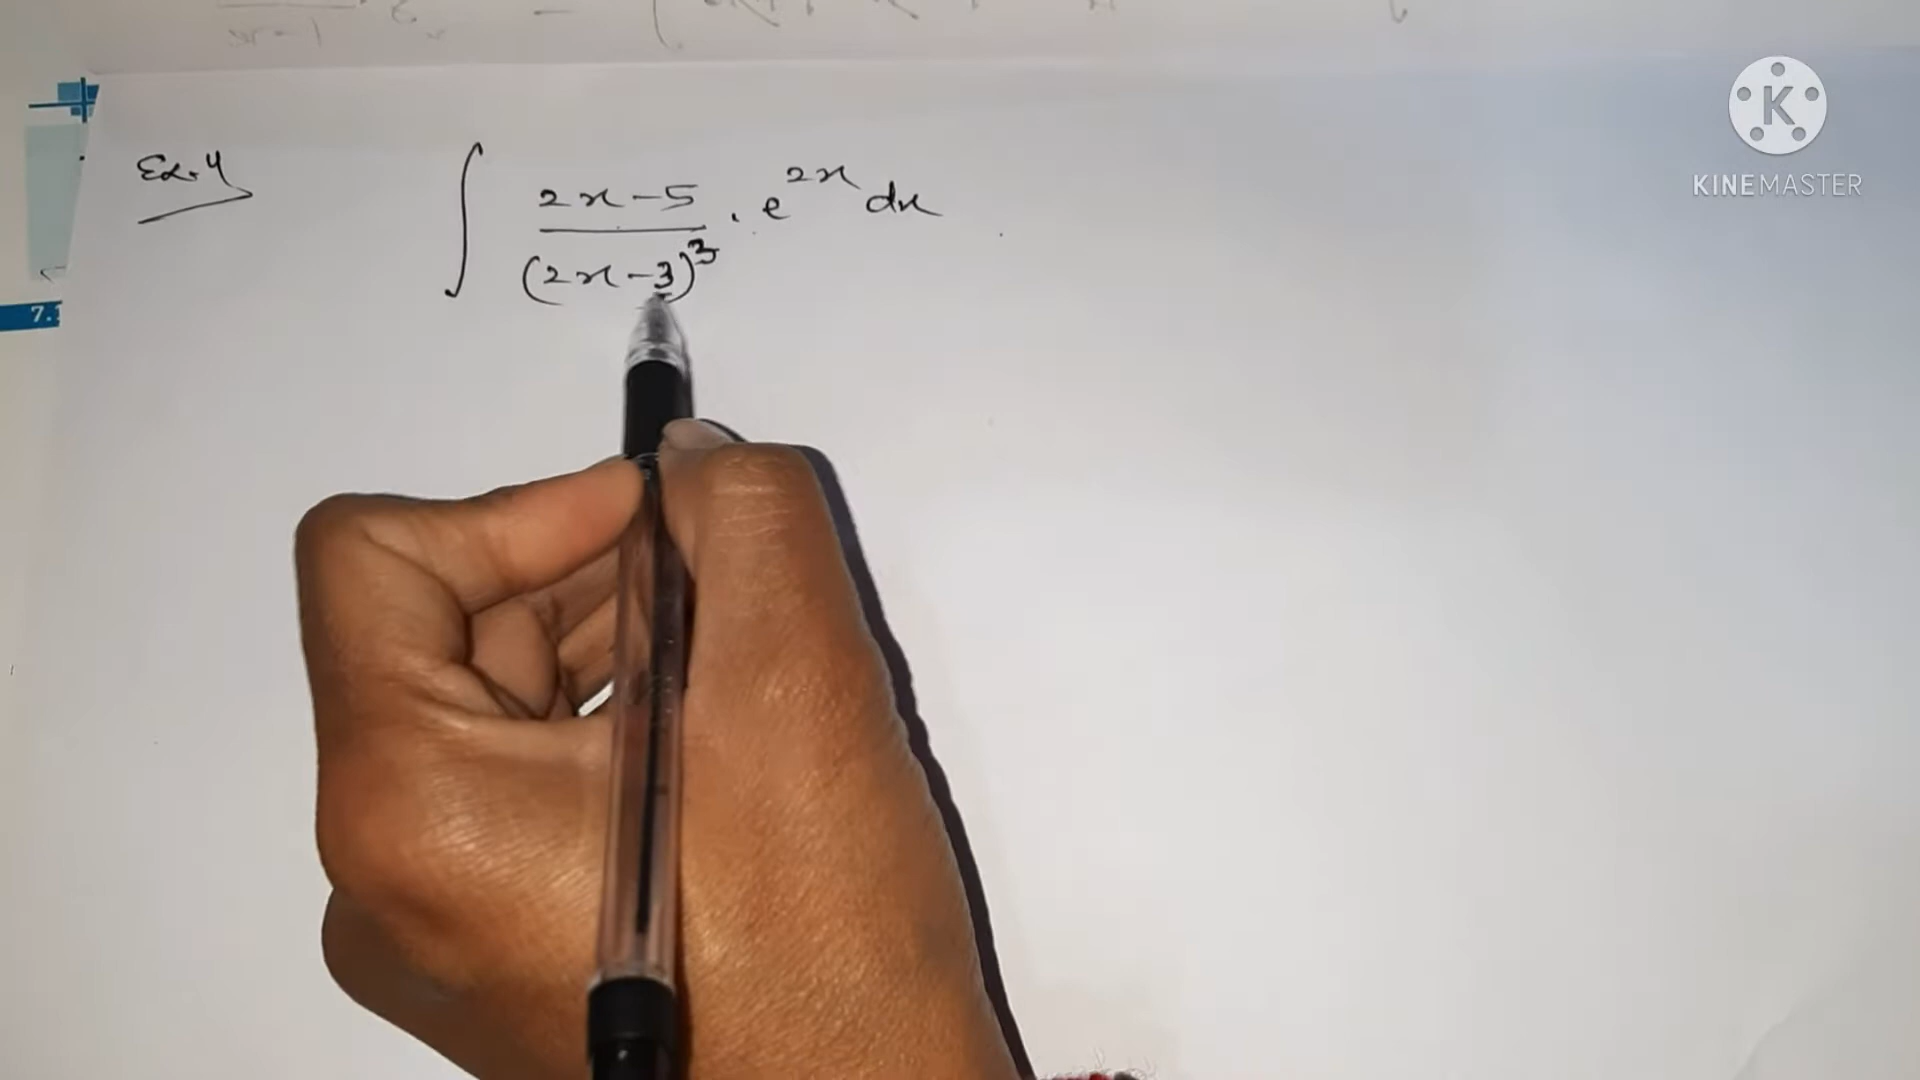 Ex.4
∫ (2x-5)/(2x-3)^3 . e^{2x} dx
7.
KINEMASTER